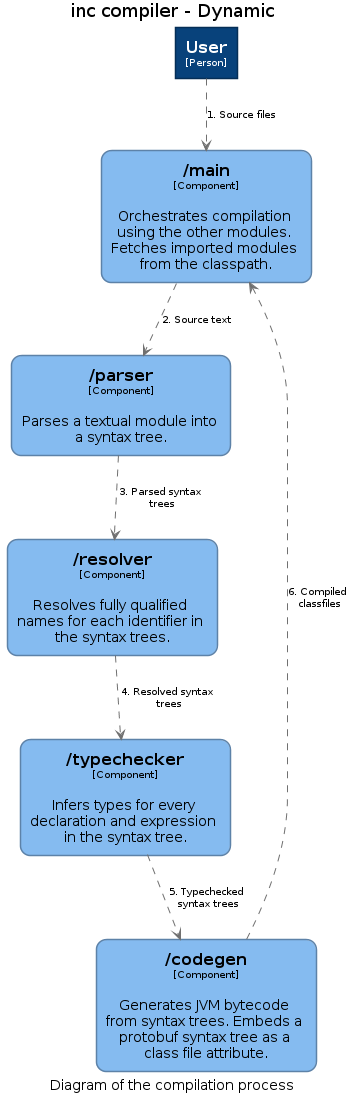 inc compiler - Dynamic
User
[Person]
1. Source files
/main
[Component]
Orchestrates compilation
using the other modules.
Fetches imported modules
from the classpath.
2. Source text
/parser
[Component]
Parses a textual module into
a syntax tree.
3. Parsed syntax
trees
/resolver
[Component]
Resolves fully qualified
names for each identifier in
the syntax trees.
6. Compiled
classfiles
4. Resolved syntax
trees
/typechecker
[Component]
Infers types for every
declaration and expression
in the syntax tree.
5. Typechecked
syntax trees
/codegen
[Component]
Generates JVM bytecode
from syntax trees. Embeds a
protobuf syntax tree as a
class file attribute.
Diagram of the compilation process